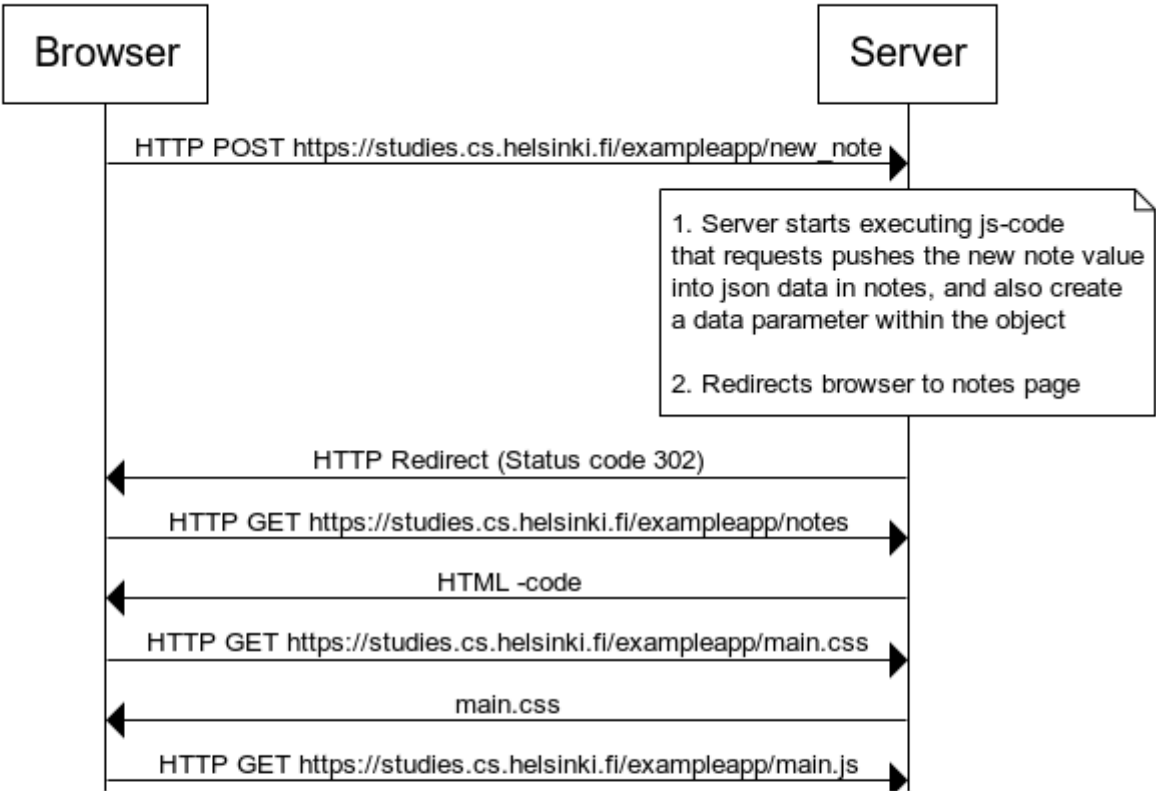 Browser
Server
HTTP POST https://studies.cs.helsinki.fi/exampleapp/new_note
1. Server starts executing js-code
that requests pushes the new note value
into json data in notes, and also create
a data parameter within the object
2. Redirects browser to notes page
HTTP Redirect (Status code 302)
HTTP GET https://studies.cs.helsinki.fi/exampleapp/notes
HTML -code
HTTP GET https://studies.cs.helsinki.fi/exampleapp/main.css
main.css
HTTP GET https://studies.cs.helsinki.fi/exampleapp/main.js